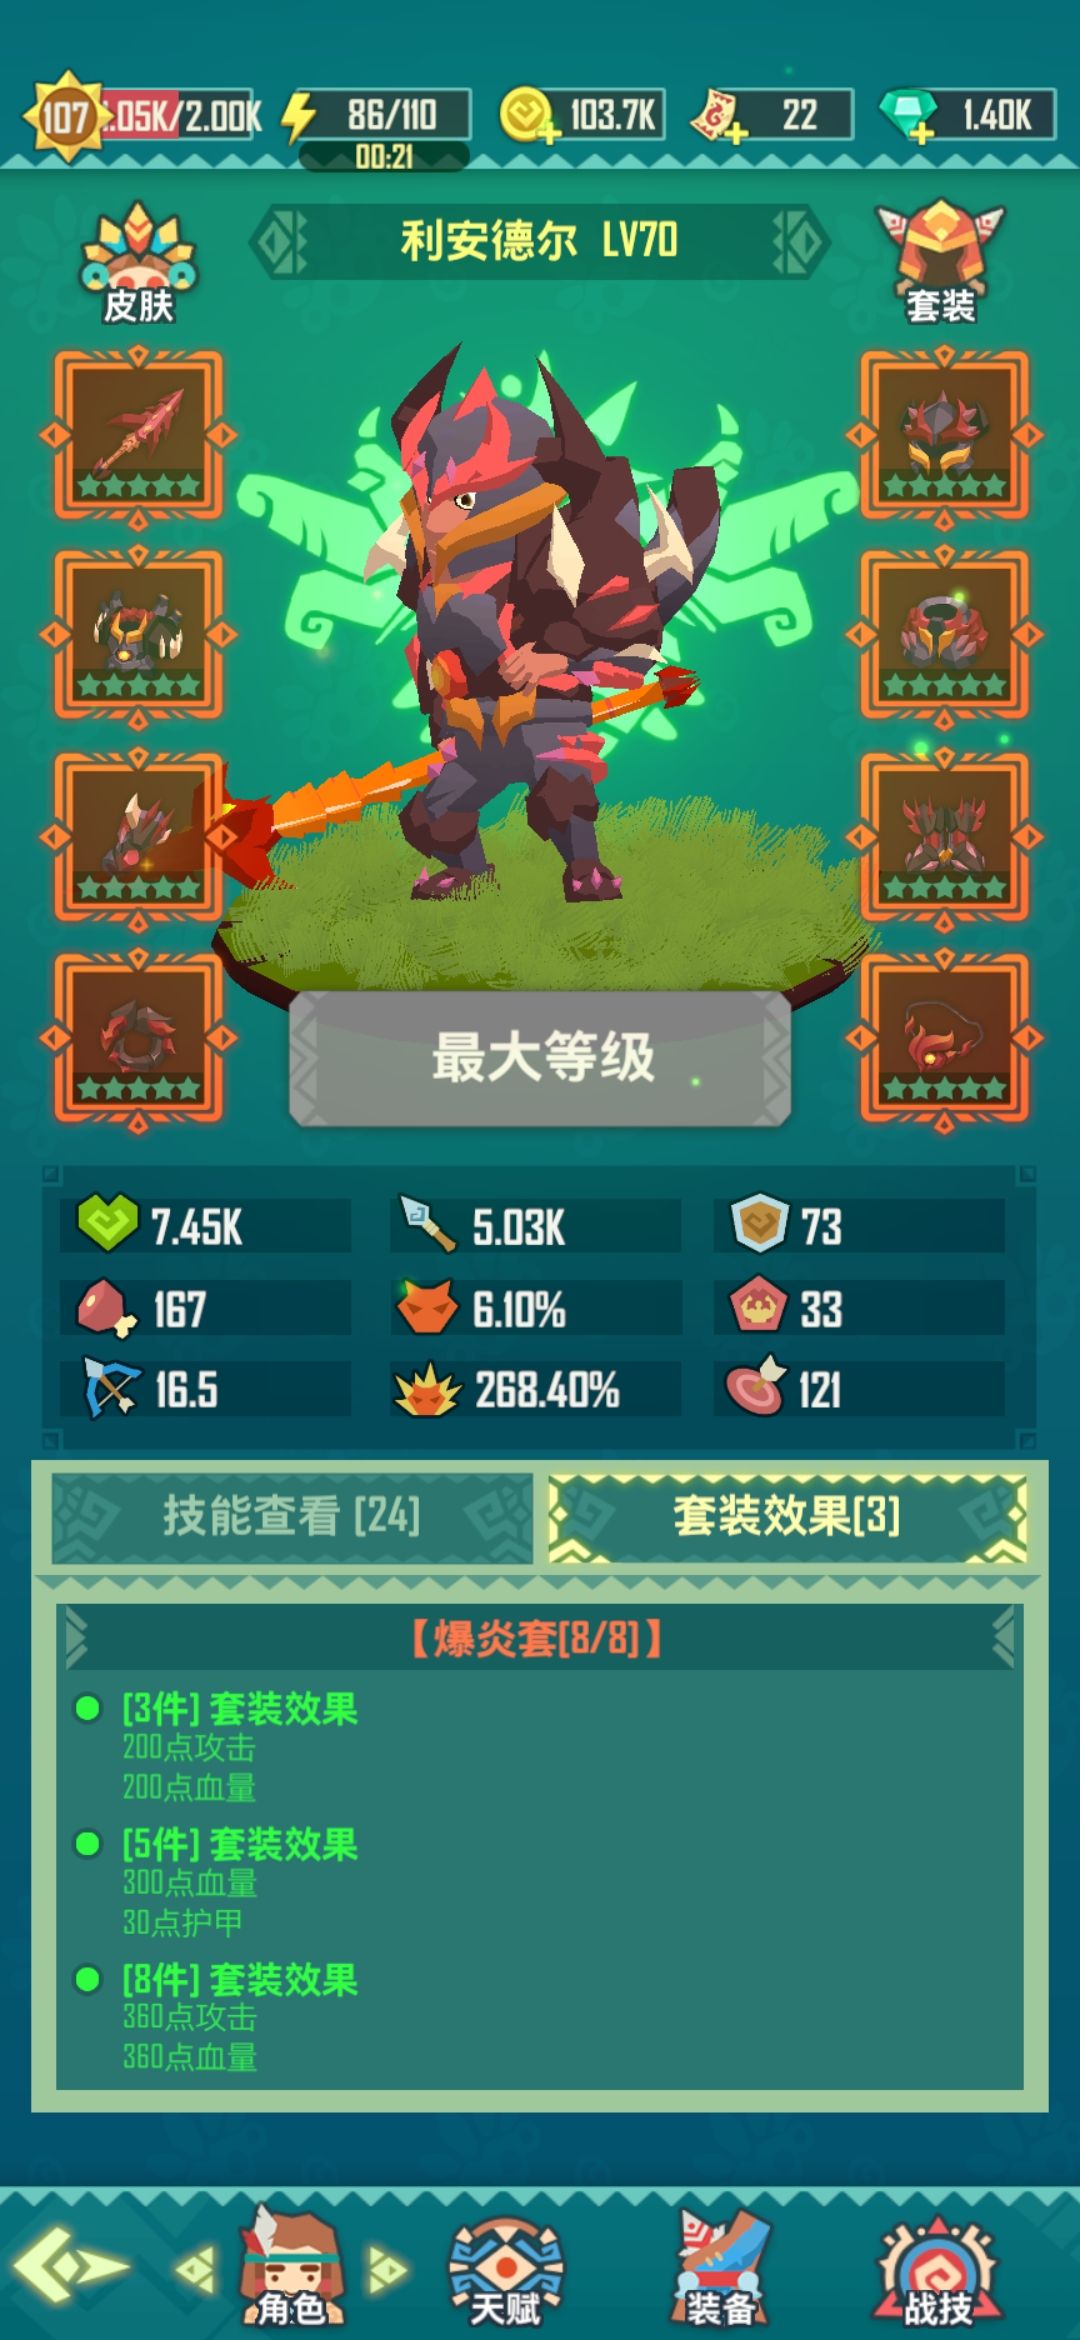 107
.05K/2.00K
86/110
103.7K
22
1.40K
00:21
皮肤
利安德尔 LV70
套装
最大等级
7.45K
5.03K
73
167
6.10%
33
16.5
268.40%
121
技能查看 [24]
套装效果[3]
【爆炎套[8/8]】
[3件] 套装效果
200点攻击
200点血量
[5件] 套装效果
300点血量
30点护甲
[8件] 套装效果
360点攻击
360点血量
角色
天赋
装备
战技